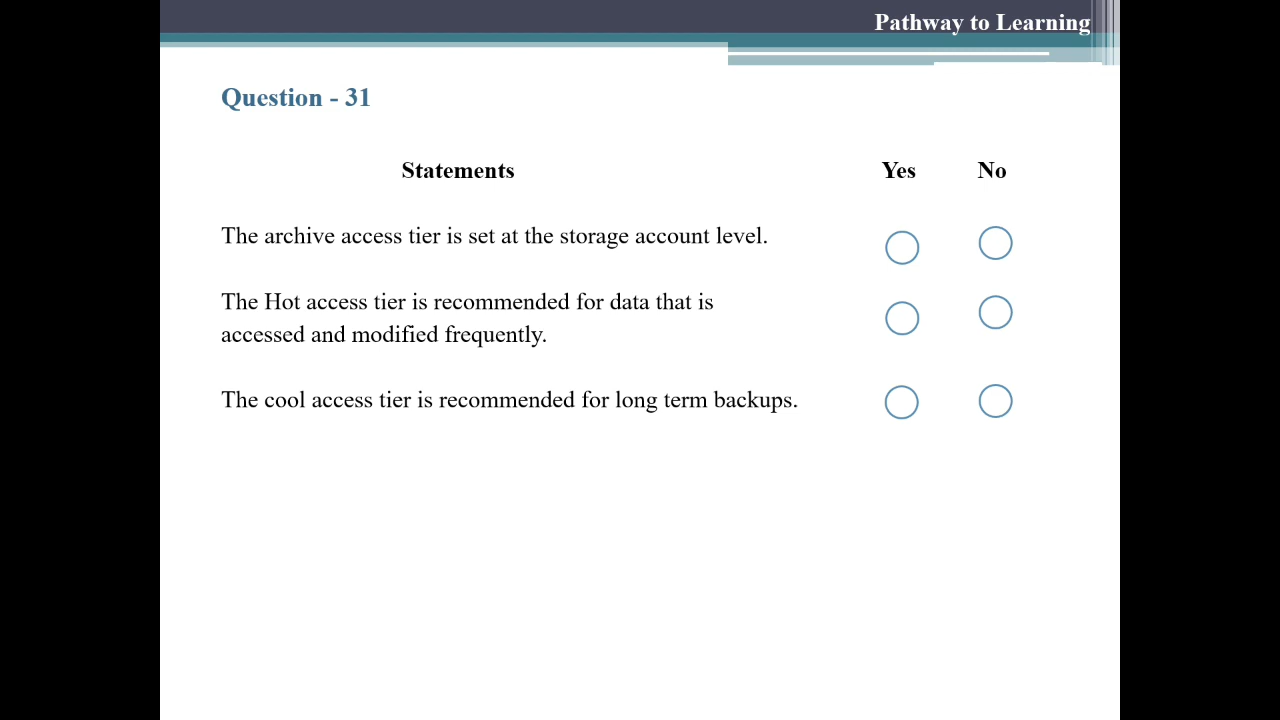 Pathway to Learning
Question - 31
Statements Yes No
The archive access tier is set at the storage account level.
The Hot access tier is recommended for data that is
accessed and modified frequently.
The cool access tier is recommended for long term backups.